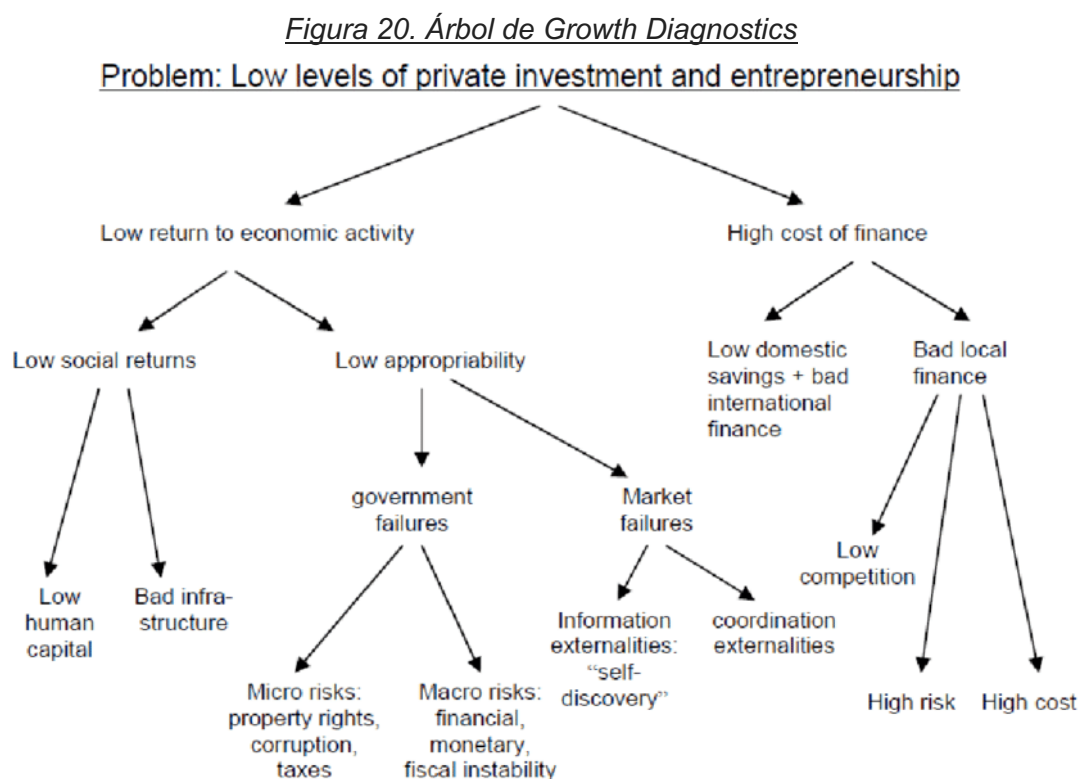 Figura 20. Árbol de Growth Diagnostics
Problem: Low levels of private investment and entrepreneurship
Low return to economic activity
High cost of finance
Low social returns
Low appropriability
Low domestic
savings + bad
international
finance
Bad local
finance
government
failures
Market
failures
Low
human
capital
Bad infra-
structure
Low
competition
Information
externalities:
“self-
discovery”
coordination
externalities
Micro risks:
property rights,
corruption,
taxes
Macro risks:
financial,
monetary,
fiscal instability
High risk
High cost